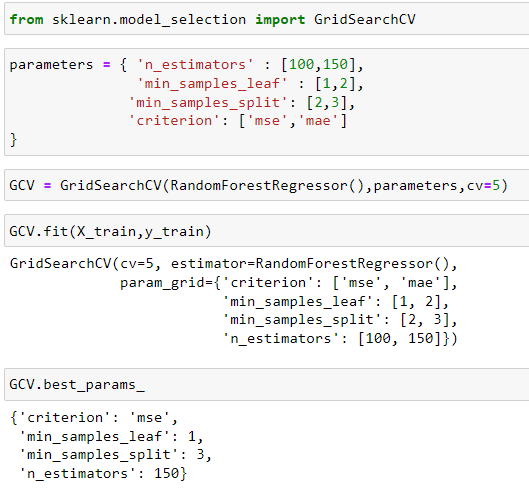 from sklearn.model_selection import GridSearchCV
parameters = { 'n_estimators' : [100,150],
'min_samples_leaf' : [1,2],
'min_samples_split': [2,3],
'criterion': ['mse','mae']
}
GCV = GridSearchCV(RandomForestRegressor(),parameters,cv=5)
GCV.fit(X_train,y_train)
GridSearchCV(cv=5, estimator=RandomForestRegressor(),
param_grid={'criterion': ['mse', 'mae'],
'min_samples_leaf': [1, 2],
'min_samples_split': [2, 3],
'n_estimators': [100, 150]})
GCV.best_params_
{'criterion': 'mse',
'min_samples_leaf': 1,
'min_samples_split': 3,
'n_estimators': 150}